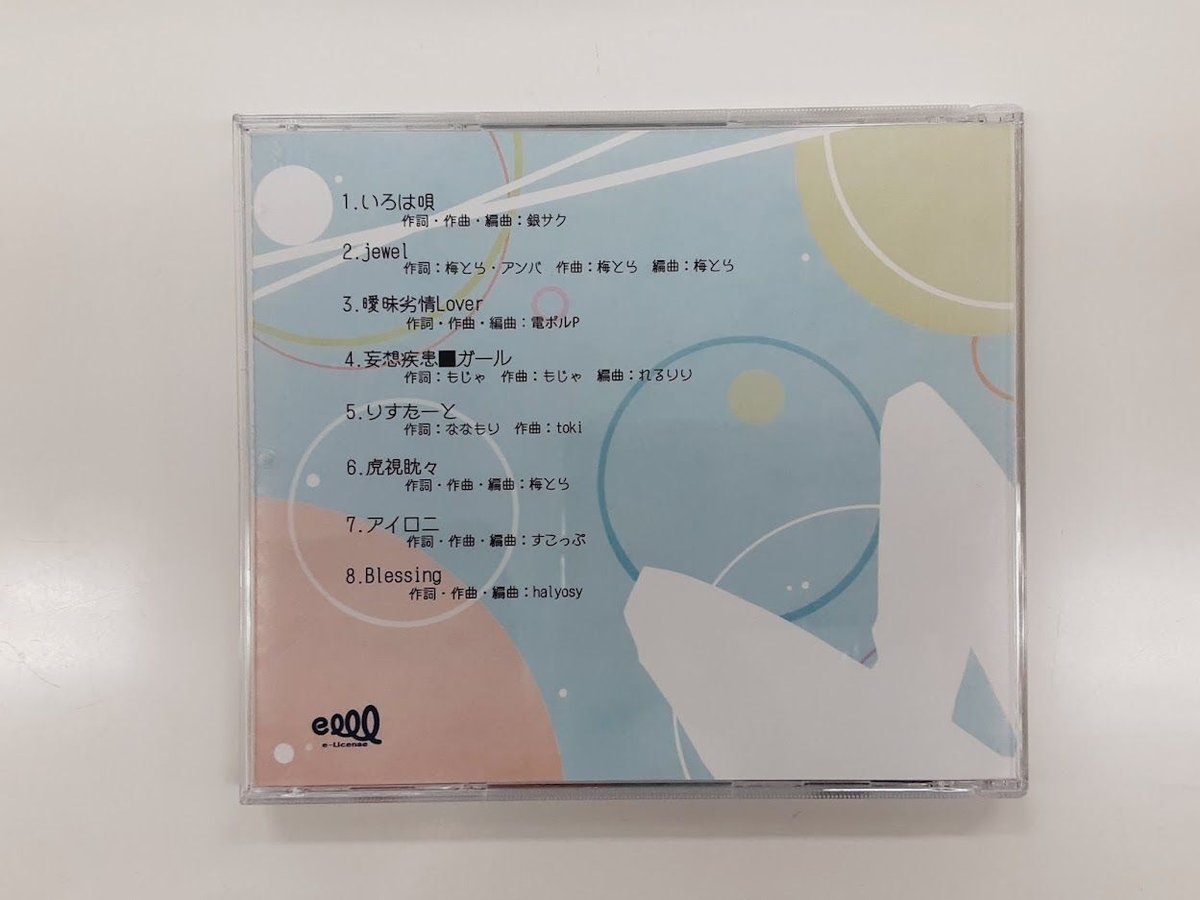 1.いろは唄
作詞・作曲・編曲:銀サク
2.jewel
作詞:梅とら・アンバ 作曲:梅とら 編曲:梅とら
3.曖昧劣情Lover
作詞・作曲・編曲:電ポルP
4.妄想疾患■ガール
作詞:もじゃ 作曲:もじゃ 編曲:れるりり
5.りすたーと
作詞:ななもり 作曲:toki
6.虎視眈々
作詞・作曲・編曲:梅とら
7.アイロニ
作詞・作曲・編曲:すこっぷ
8.Blessing
作詞・作曲・編曲:halyosy
elll
e-License